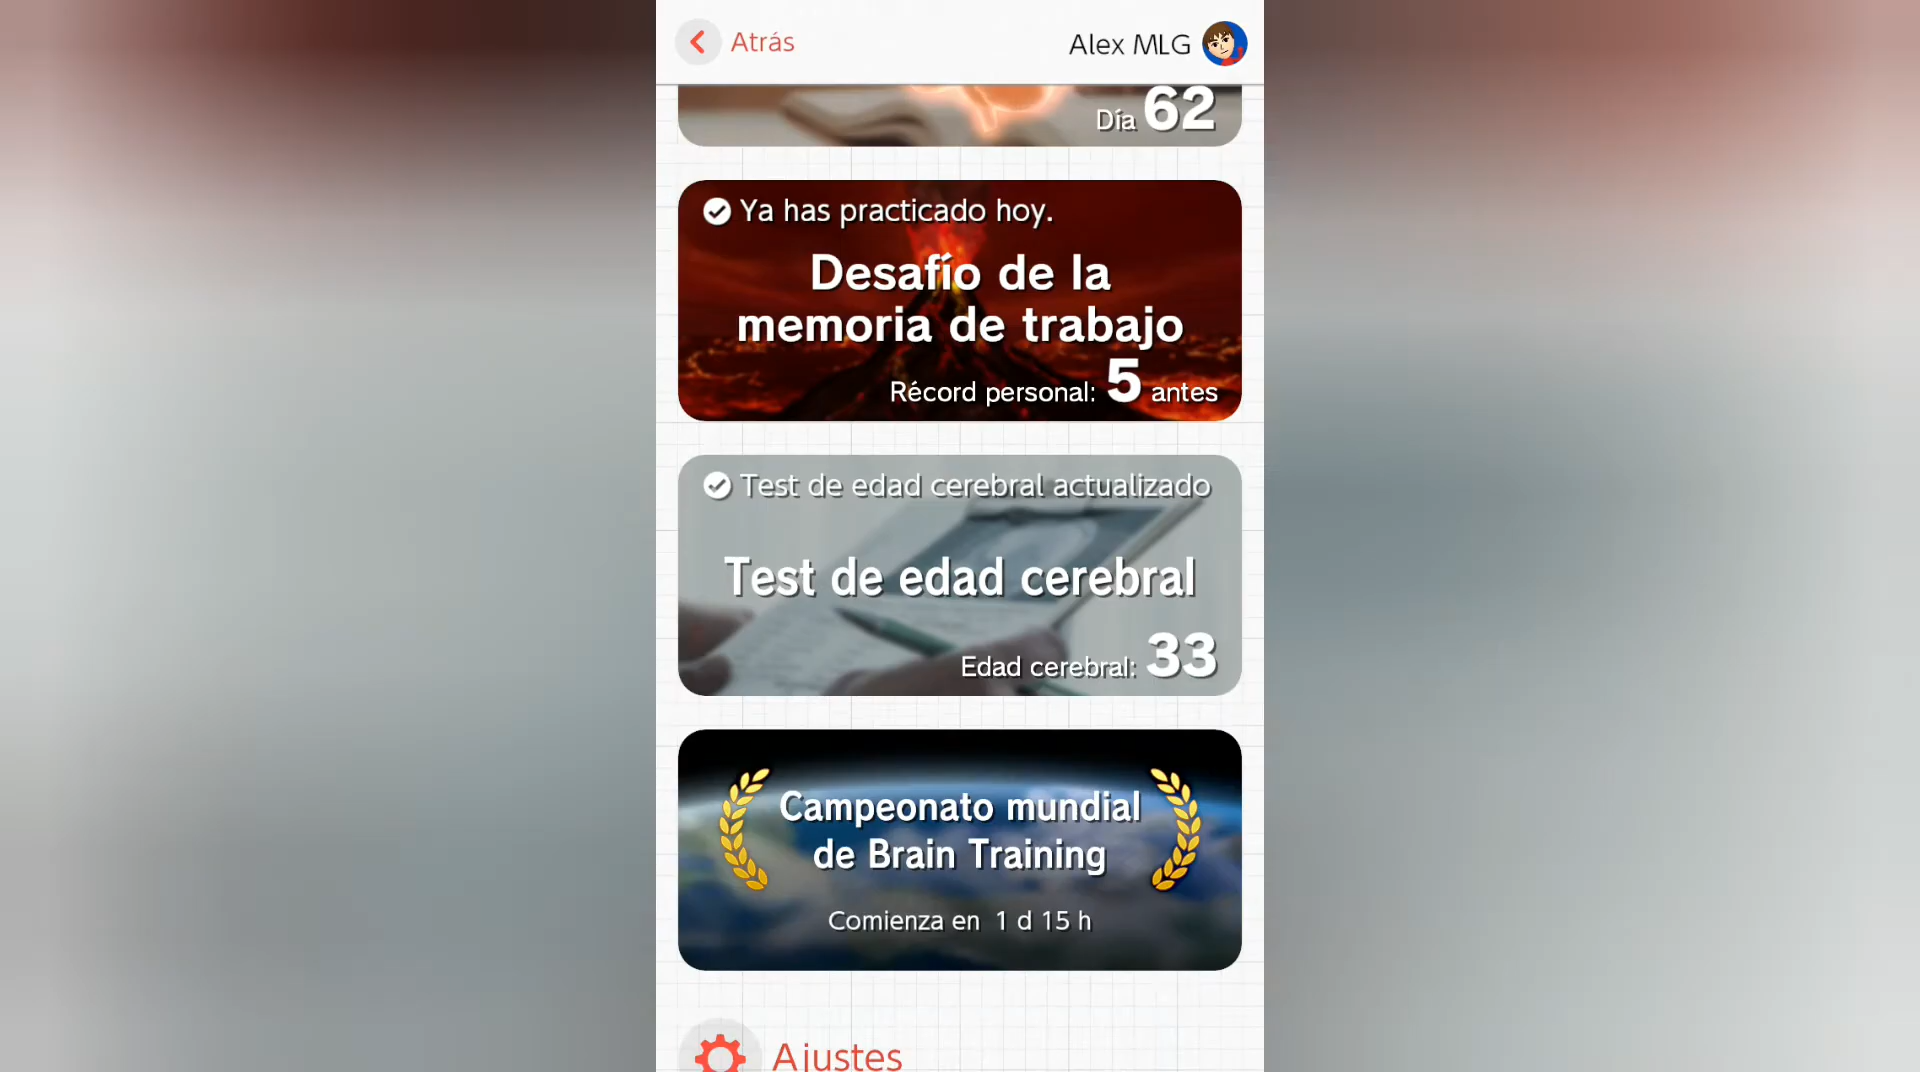 Atrás
Alex MLG
Día 62
Ya has practicado hoy.
Desafío de la
memoria de trabajo
Récord personal: 5 antes
Test de edad cerebral actualizado
Test de edad cerebral
Edad cerebral: 33
Campeonato mundial
de Brain Training
Comienza en 1 d 15 h
Ajustes